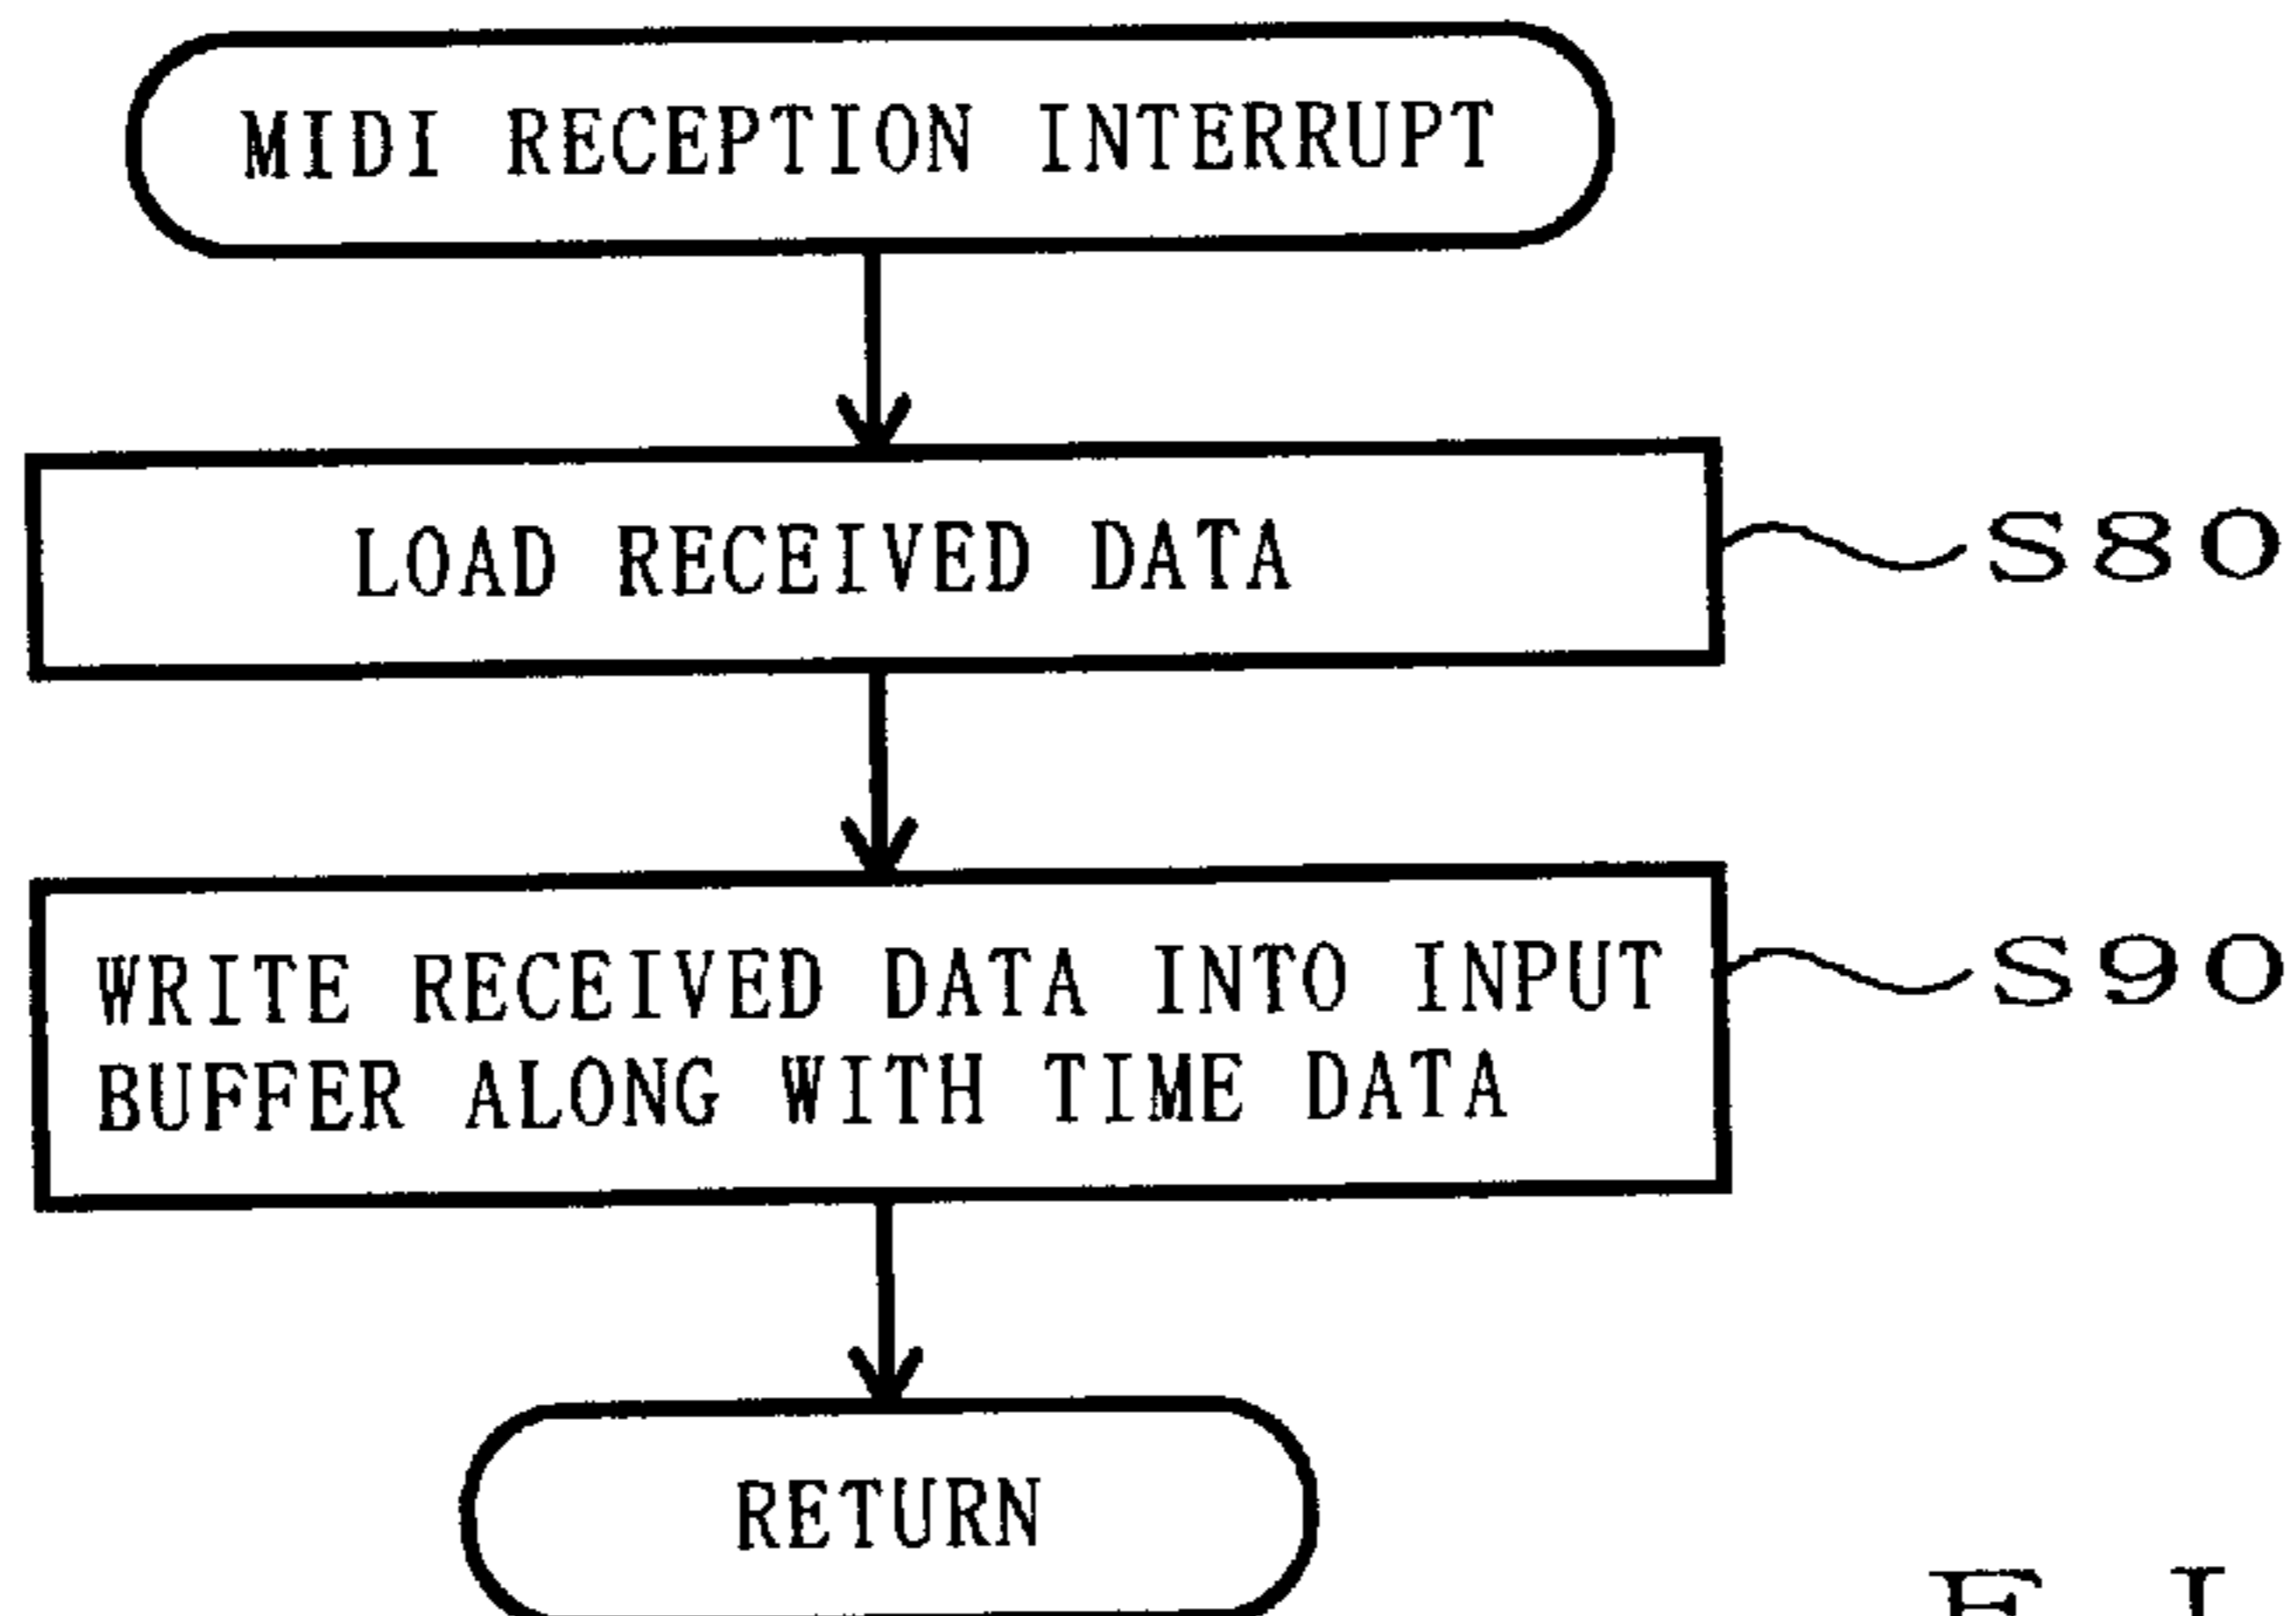 MIDI RECEPTION INTERRUPT
LOAD RECEIVED DATA
S80
WRITE RECEIVED DATA INTO INPUT
BUFFER ALONG WITH TIME DATA
S90
RETURN